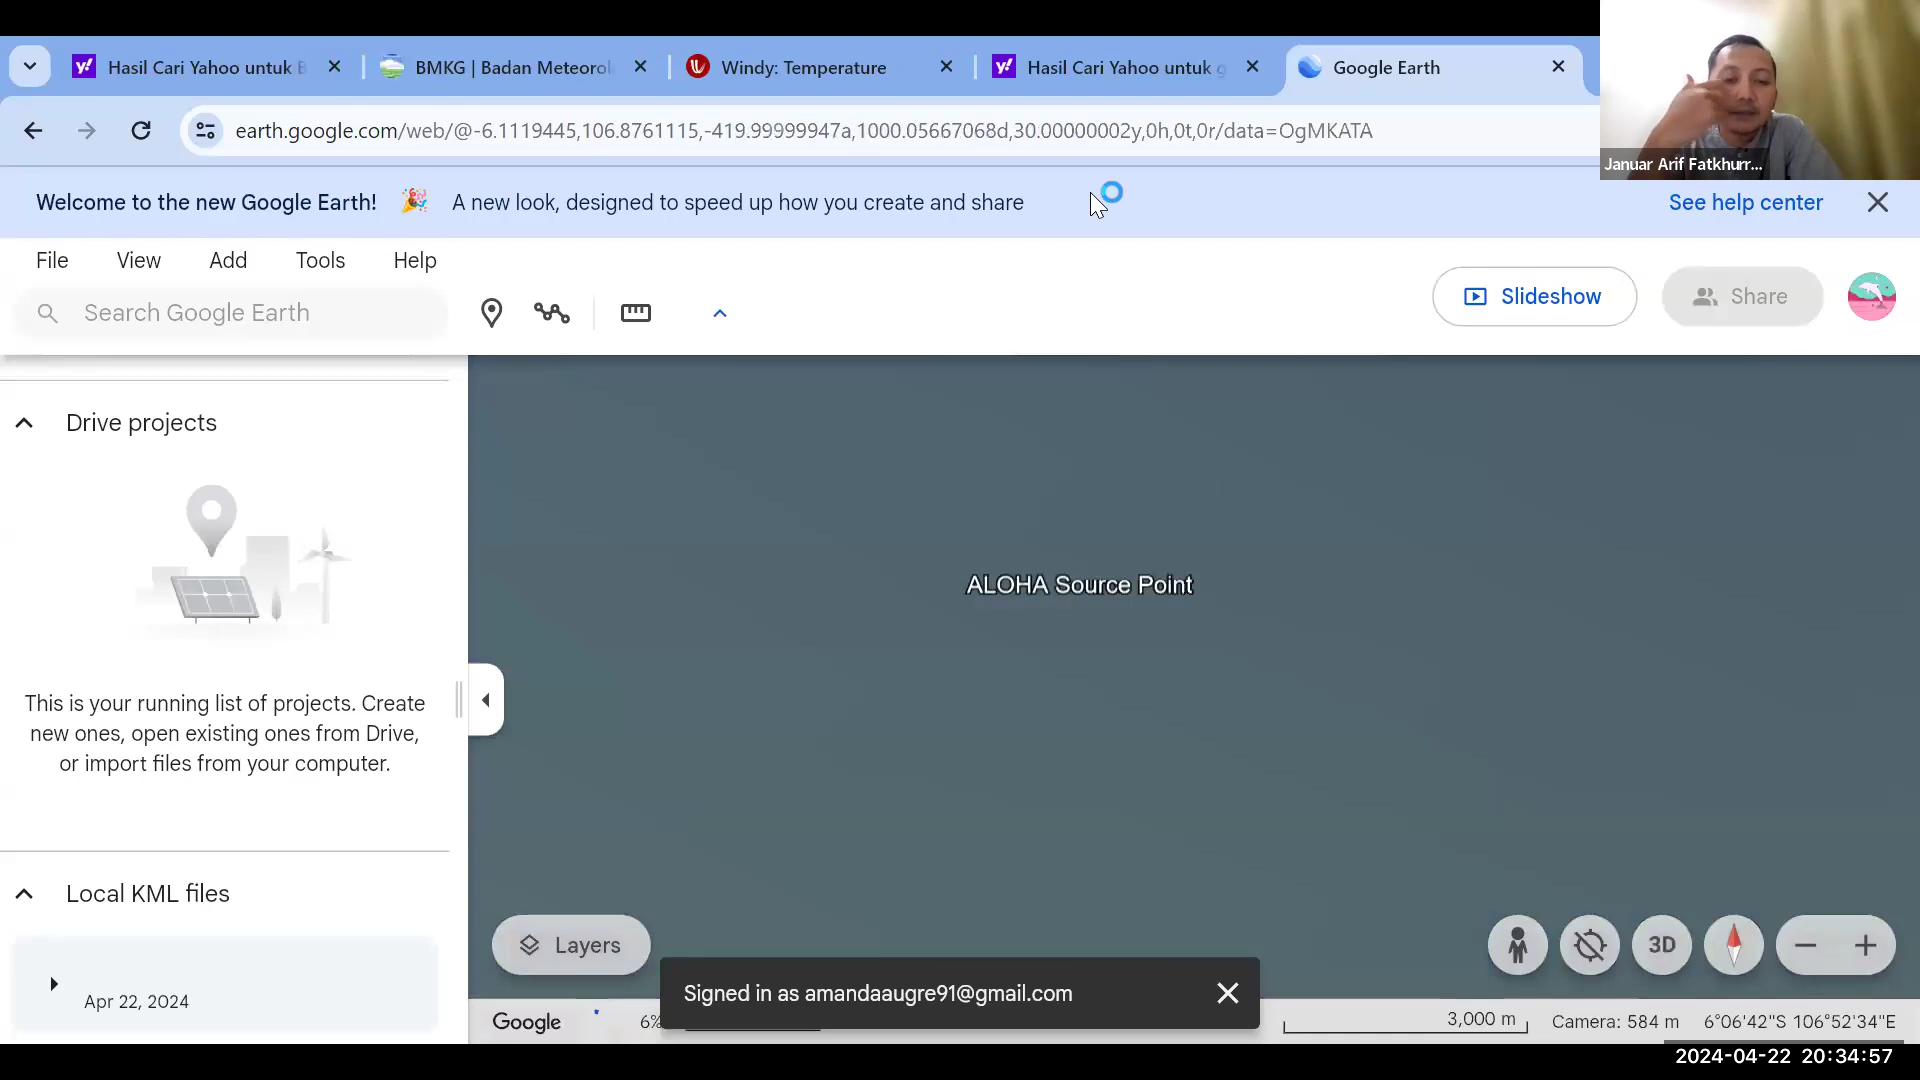 Hasil Cari Yahoo untuk B
BMKG | Badan Meteorol
Windy: Temperature
Hasil Cari Yahoo untuk g
Google Earth
earth.google.com/web/@-6.1119445,106.8761115,-419.99999947a,1000.05667068d,30.00000002y,0h,0t,0r/data=OgMKATA
Januar Arif Fatkhurr...
Welcome to the new Google Earth! A new look, designed to speed up how you create and share
See help center
File View Add Tools Help
Search Google Earth
Slideshow
Share
Drive projects
ALOHA Source Point
This is your running list of projects. Create
new ones, open existing ones from Drive,
or import files from your computer.
Local KML files
Apr 22, 2024
Layers
3D
Signed in as amandaaugre91@gmail.com
Google
6%
3,000 m
Camera: 584 m
6°06'42"S 106°52'34"E
2024-04-22 20:34:57